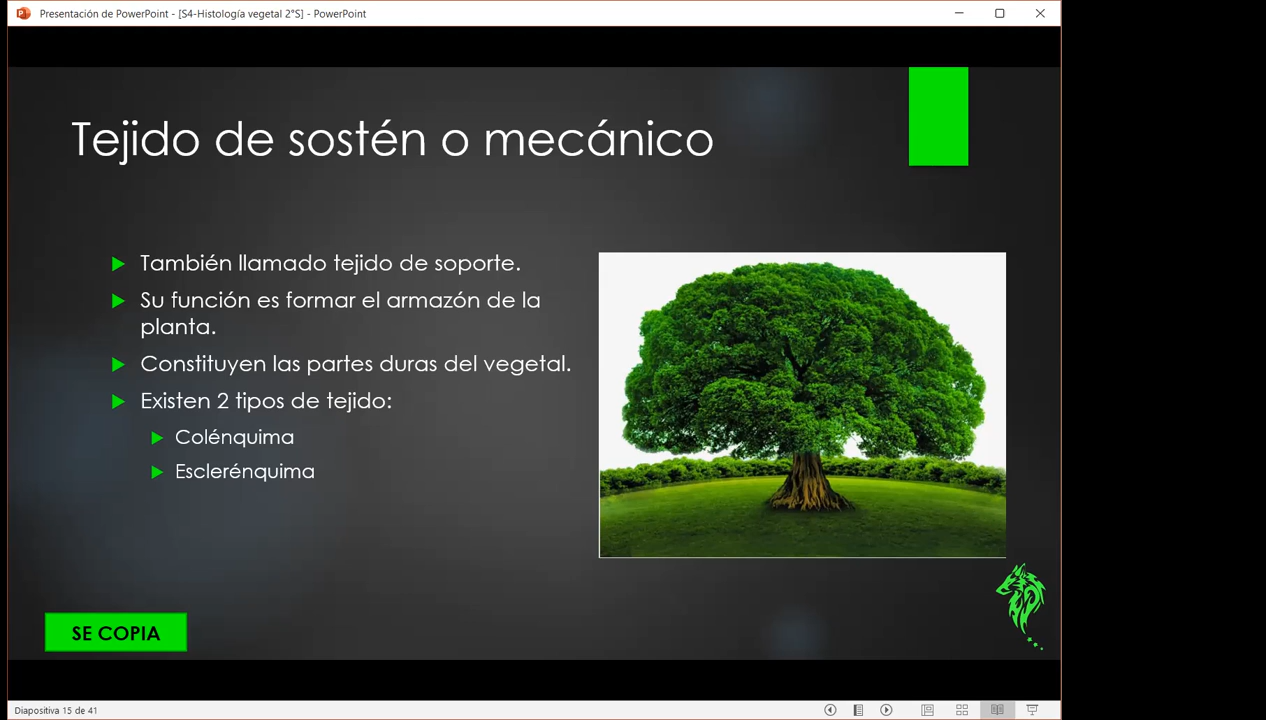 Presentación de PowerPoint - [S4-Histología vegetal 2°S] - PowerPoint
Tejido de sostén o mecánico
También llamado tejido de soporte.
Su función es formar el armazón de la
planta.
Constituyen las partes duras del vegetal.
Existen 2 tipos de tejido:
Colénquima
Esclerénquima
SE COPIA
Diapositiva 15 de 41